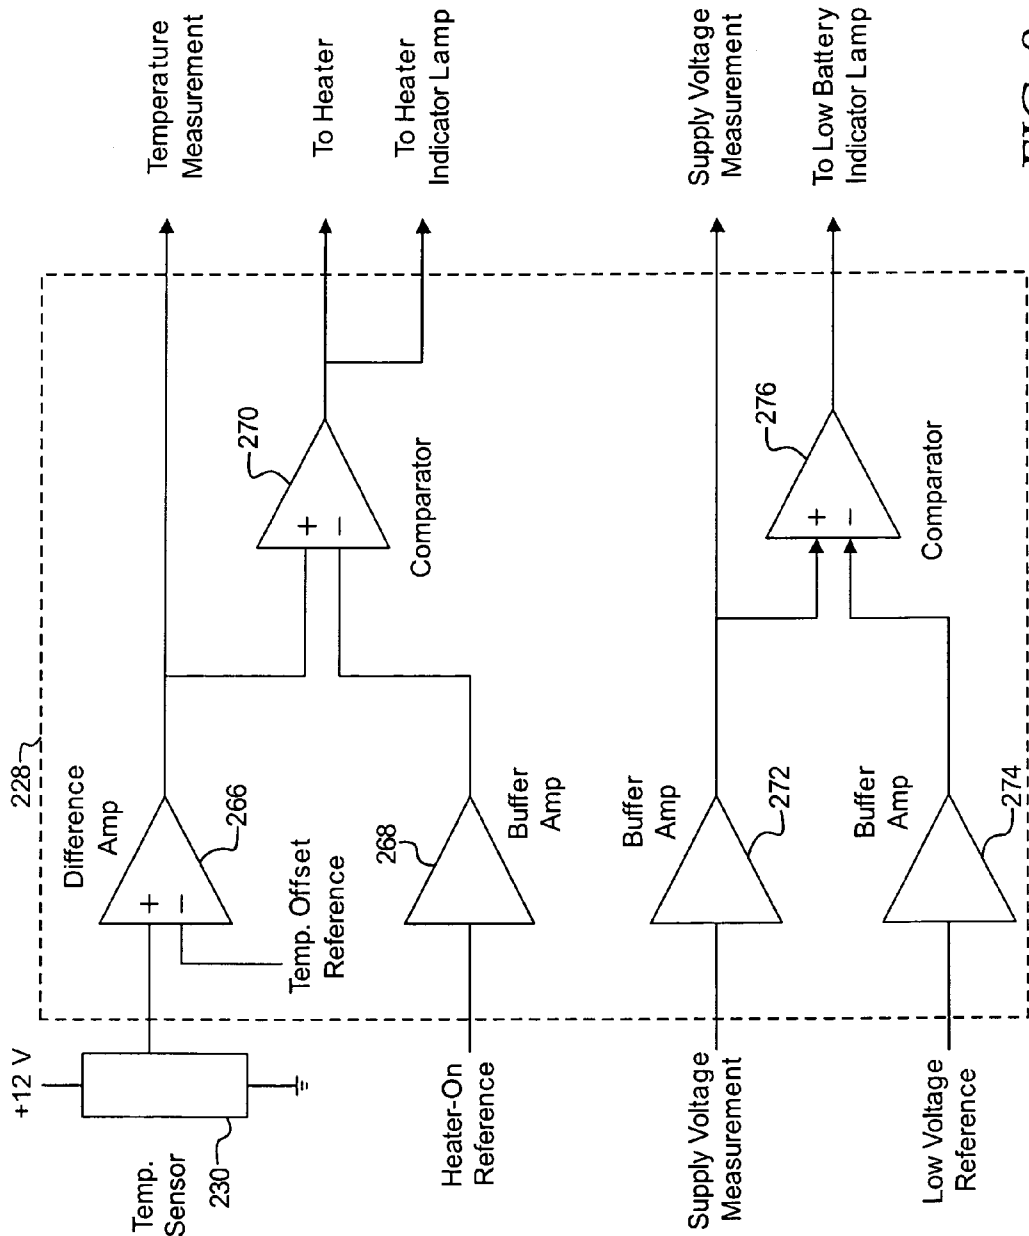 Temperature
Measurement
To Heater
To Heater
Indicator Lamp
Supply Voltage
Measurement
To Low Battery
Indicator Lamp
228
Difference
Amp
+
−
266
Temp. Offset
Reference
+12 V
Temp.
Sensor
230
270
+
−
Comparator
268
Buffer
Amp
Heater-On
Reference
Buffer
Amp
272
Supply Voltage
Measurement
276
+
−
Comparator
Buffer
Amp
274
Low Voltage
Reference
FIG.